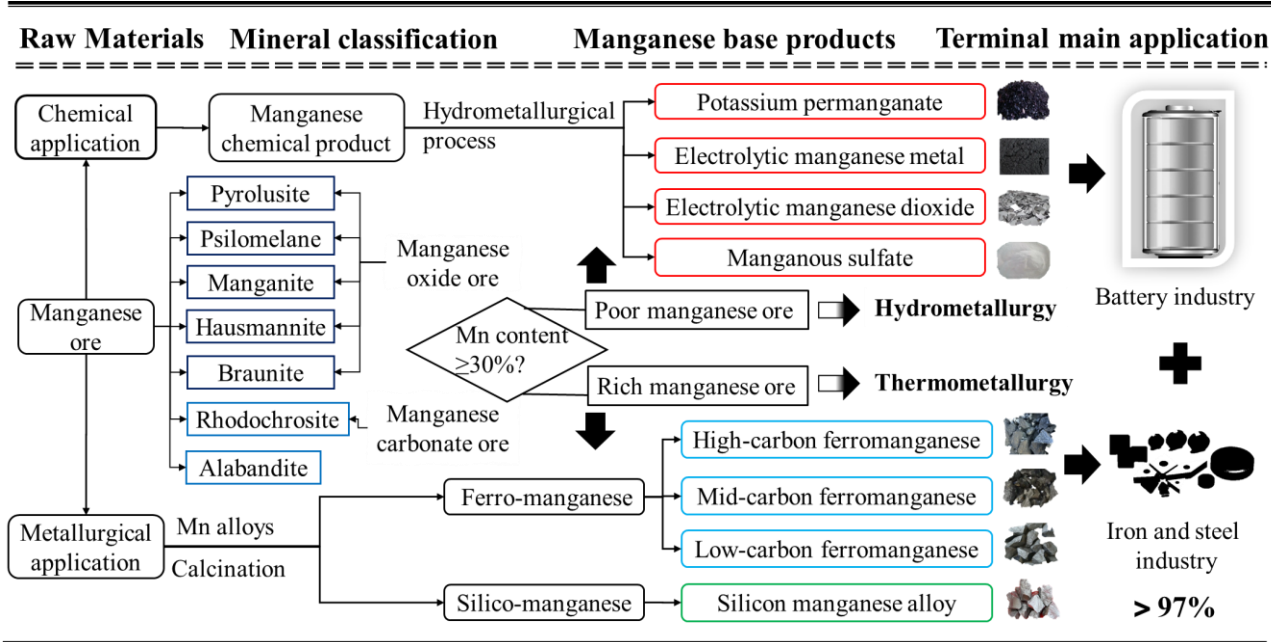 Raw Materials
Mineral classification
Manganese base products
Terminal main application
Chemical
application
Manganese
chemical product
Hydrometallurgical
process
Potassium permanganate
Electrolytic manganese metal
Electrolytic manganese dioxide
Manganous sulfate
Pyrolusite
Psilomelane
Manganite
Hausmannite
Braunite
Rhodochrosite
Alabandite
Manganese
oxide ore
Manganese
carbonate ore
Manganese
ore
Mn content
≥30%?
Poor manganese ore
Hydrometallurgy
Rich manganese ore
Thermometallurgy
Battery industry
Metallurgical
application
Mn alloys
Calcination
Ferro-manganese
Silico-manganese
High-carbon ferromanganese
Mid-carbon ferromanganese
Low-carbon ferromanganese
Silicon manganese alloy
Iron and steel
industry
> 97%